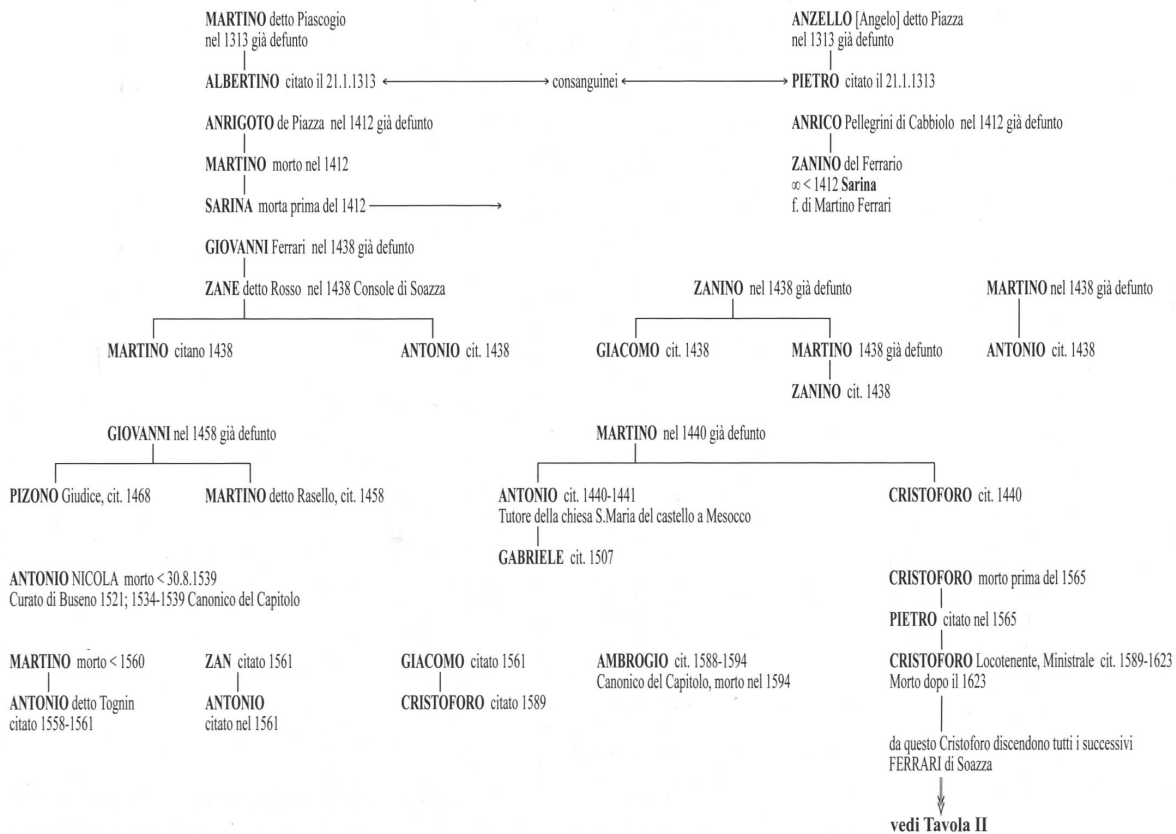 MARTINO detto Piascogio
nel 1313 già defunto
ANZELLO [Angelo] detto Piazza
nel 1313 già defunto
ALBERTINO citato il 21.1.1313
consanguinei
PIETRO citato il 21.1.1313
ANRIGOTO de Piazza nel 1412 già defunto
ANRICO Pellegrini di Cabbiolo nel 1412 già defunto
MARTINO morto nel 1412
ZANINO del Ferrario
∞ < 1412 Sarina
f. di Martino Ferrari
SARINA morta prima del 1412
GIOVANNI Ferrari nel 1438 già defunto
ZANE detto Rosso nel 1438 Console di Soazza
ZANINO nel 1438 già defunto
MARTINO nel 1438 già defunto
MARTINO citano 1438
ANTONIO cit. 1438
GIACOMO cit. 1438
MARTINO 1438 già defunto
ANTONIO cit. 1438
ZANINO cit. 1438
GIOVANNI nel 1458 già defunto
MARTINO nel 1440 già defunto
PIZONO Giudice, cit. 1468
MARTINO detto Rasello, cit. 1458
ANTONIO cit. 1440-1441
Tutore della chiesa S.Maria del castello a Mesocco
CRISTOFORO cit. 1440
GABRIELE cit. 1507
ANTONIO NICOLA morto < 30.8.1539
Curato di Buseno 1521; 1534-1539 Canonico del Capitolo
CRISTOFORO morto prima del 1565
PIETRO citato nel 1565
MARTINO morto < 1560
ZAN citato 1561
GIACOMO citato 1561
AMBROGIO cit. 1588-1594
Canonico del Capitolo, morto nel 1594
CRISTOFORO Locotenente, Ministrale cit. 1589-1623
Morto dopo il 1623
ANTONIO detto Tognin
citato 1558-1561
ANTONIO
citato nel 1561
CRISTOFORO citato 1589
da questo Cristoforo discendono tutti i successivi
FERRARI di Soazza
vedi Tavola II